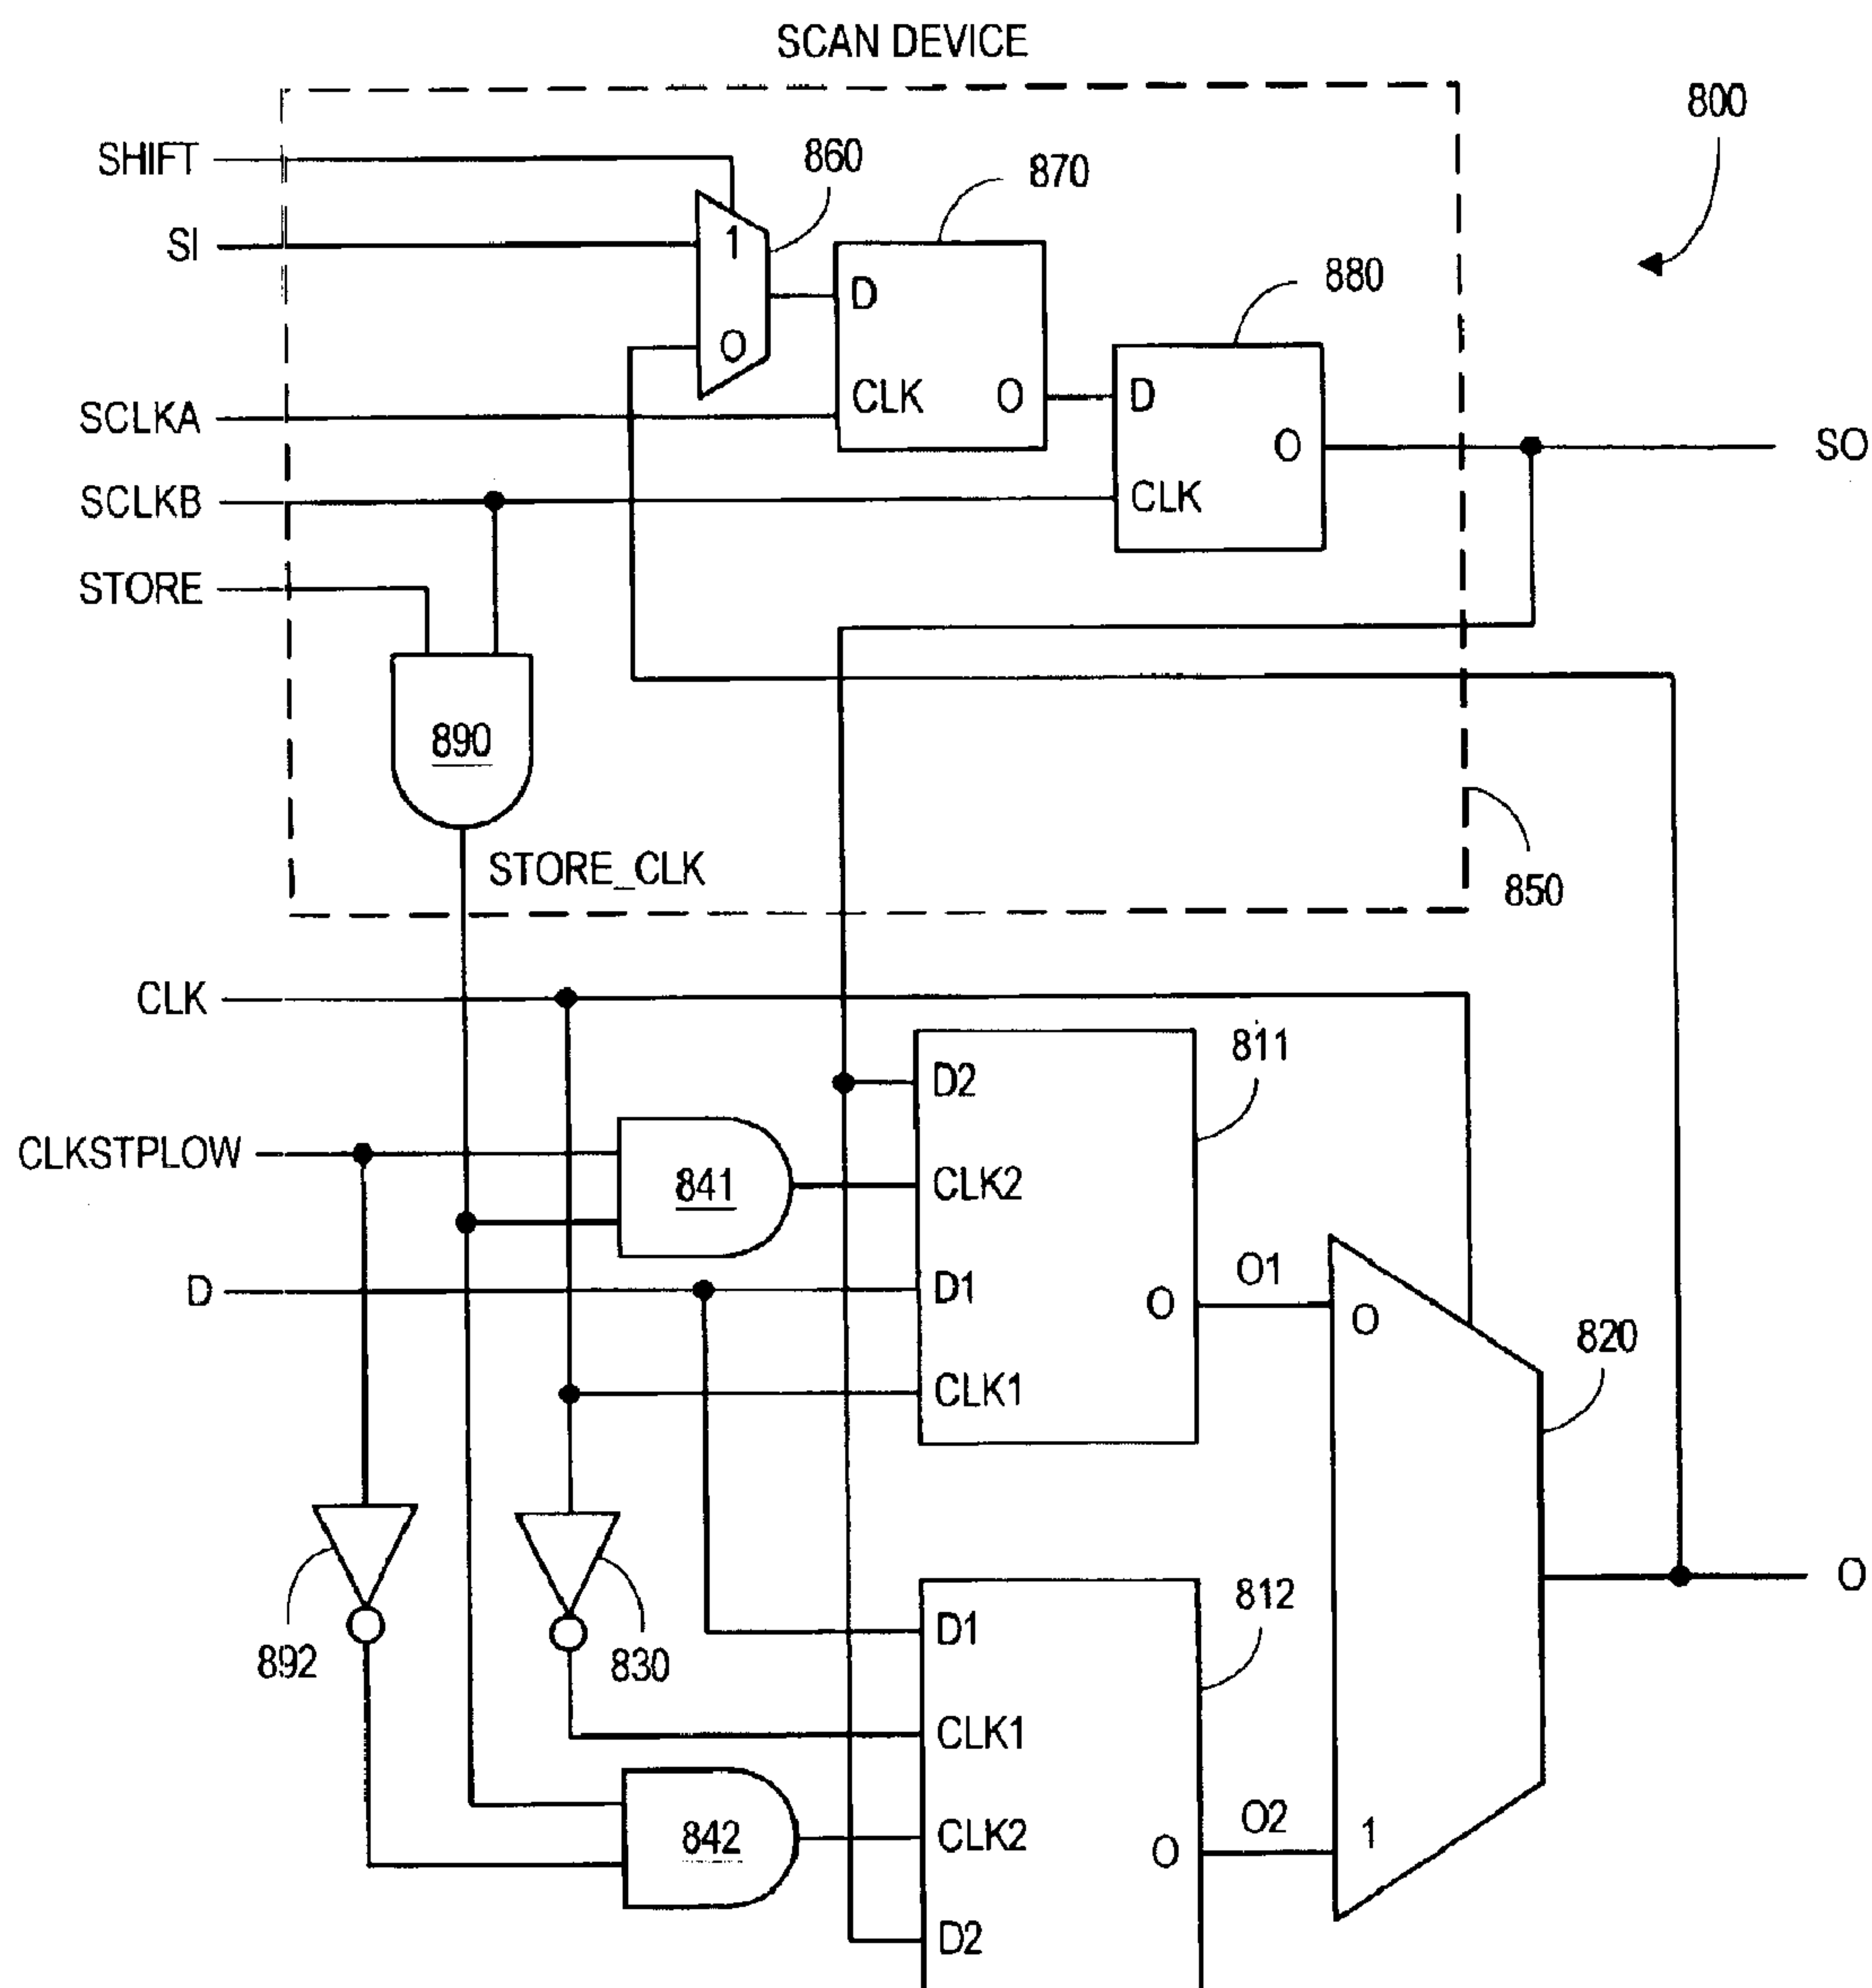 SCAN DEVICE
800
SHIFT
860
870
SI
1
880
D
O
CLK
O
D
SCLKA
O
SO
SCLKB
CLK
STORE
890
STORE_CLK
850
CLK
811
D2
CLKSTPLOW
841
CLK2
O1
D
D1
O
O
820
CLK1
O
892
830
D1
812
CLK1
842
CLK2
O2
O
1
D2